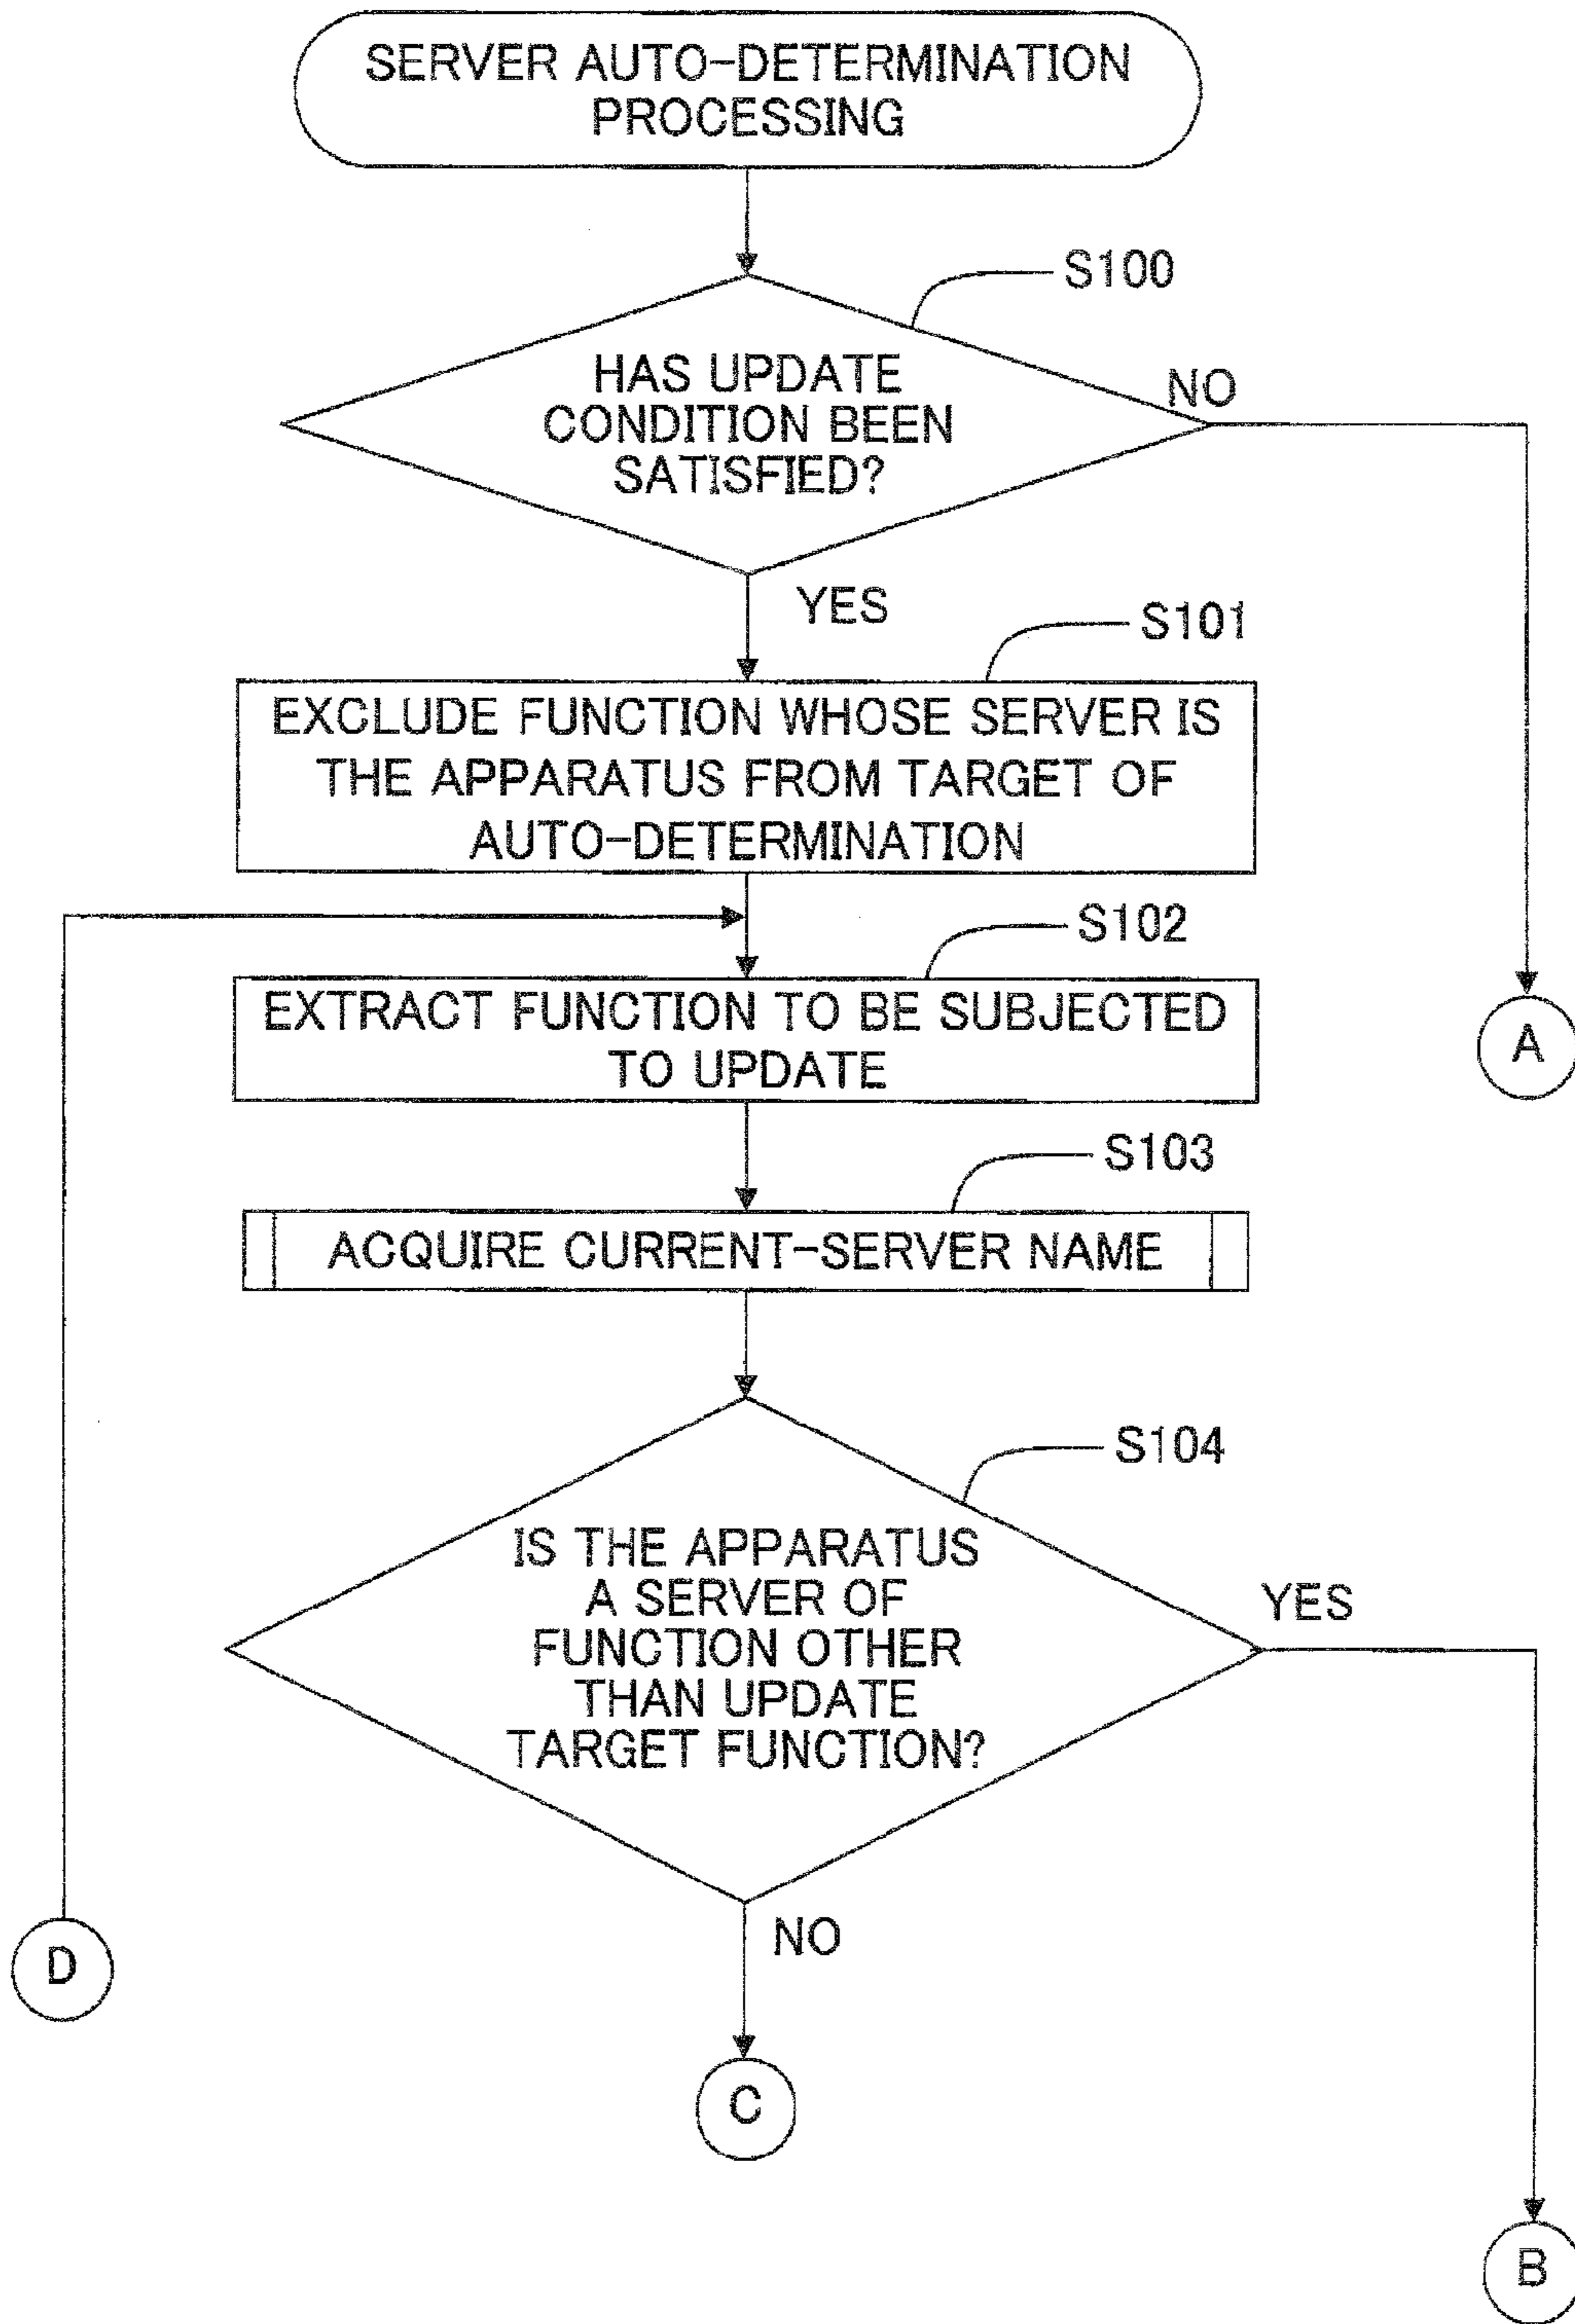 SERVER AUTO-DETERMINATION
PROCESSING
S100
HAS UPDATE
CONDITION BEEN
SATISFIED?
NO
YES
S101
EXCLUDE FUNCTION WHOSE SERVER IS
THE APPARATUS FROM TARGET OF
AUTO-DETERMINATION
S102
EXTRACT FUNCTION TO BE SUBJECTED
TO UPDATE
A
S103
ACQUIRE CURRENT-SERVER NAME
S104
IS THE APPARATUS
A SERVER OF
FUNCTION OTHER
THAN UPDATE
TARGET FUNCTION?
YES
NO
D
C
B